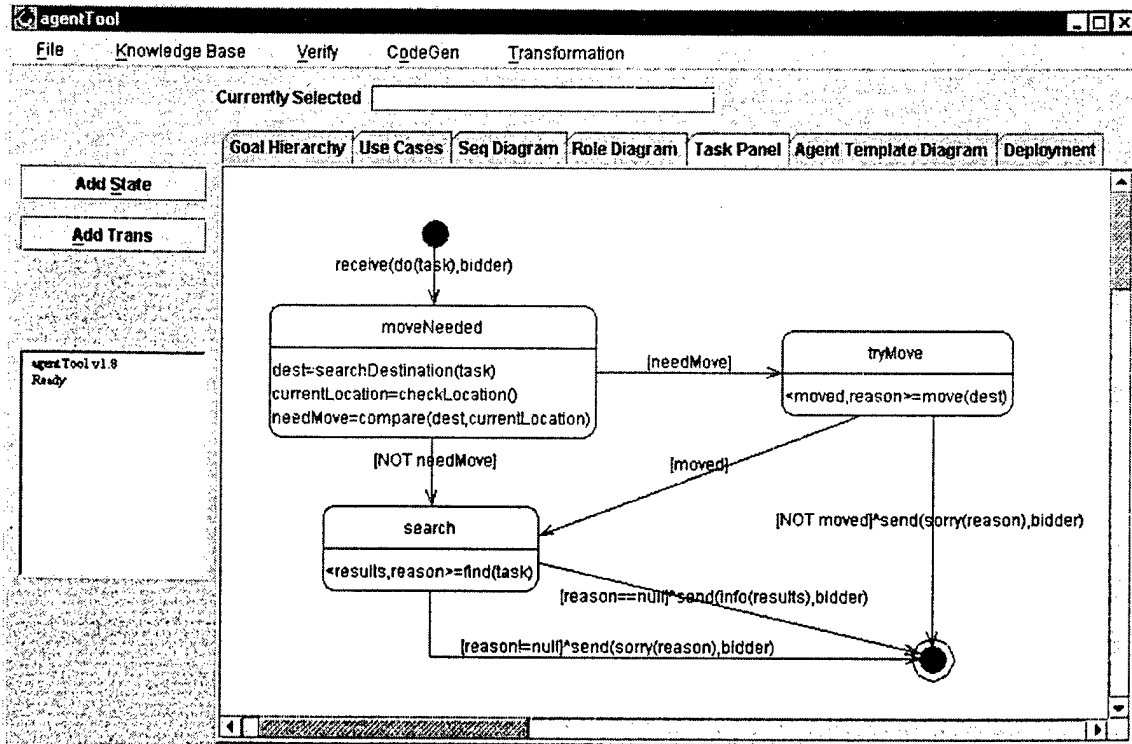 agentTool
File Knowledge Base Verify CodeGen Transformation
Currently Selected
Goal Hierarchy Use Cases Seq Diagram Role Diagram Task Panel Agent Template Diagram Deployment
Add State
Add Trans
agentTool v1.8
Ready
receive(do(task),bidder)
moveNeeded
dest=searchDestination(task)
currentLocation=checkLocation()
needMove=compare(dest,currentLocation)
[needMove]
tryMove
<moved,reason>=move(dest)
[NOT needMove]
[moved]
[NOT moved]^send(sorry(reason),bidder)
search
<results,reason>=find(task)
[reason==null]^send(info(results),bidder)
[reason!=null]^send(sorry(reason),bidder)